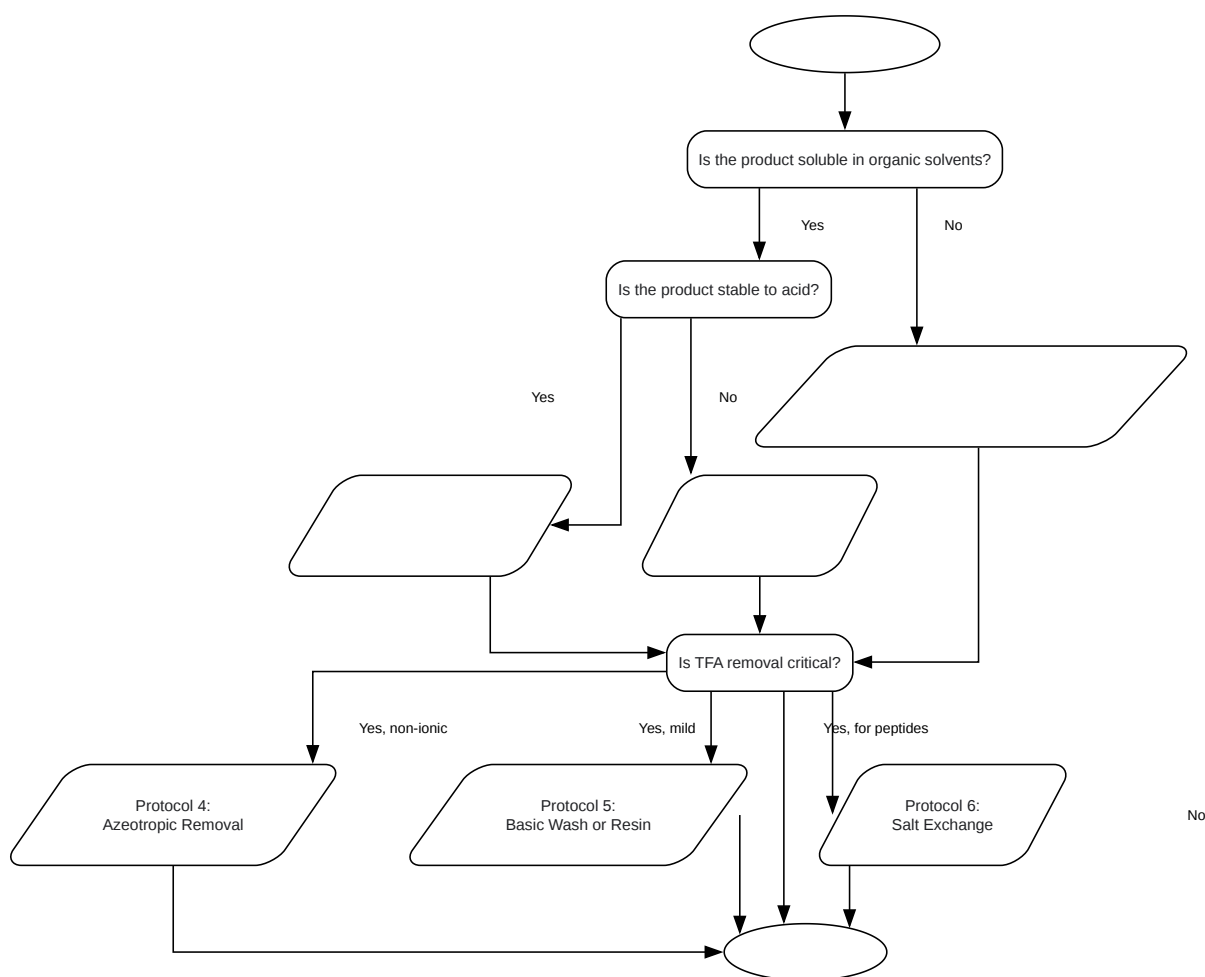 Is the product soluble in organic solvents?
Yes
No
Is the product stable to acid?
Yes
No
Is TFA removal critical?
Yes, non-ionic
Yes, mild
Yes, for peptides
Protocol 4:
Azeotropic Removal
Protocol 5:
Basic Wash or Resin
Protocol 6:
Salt Exchange
No